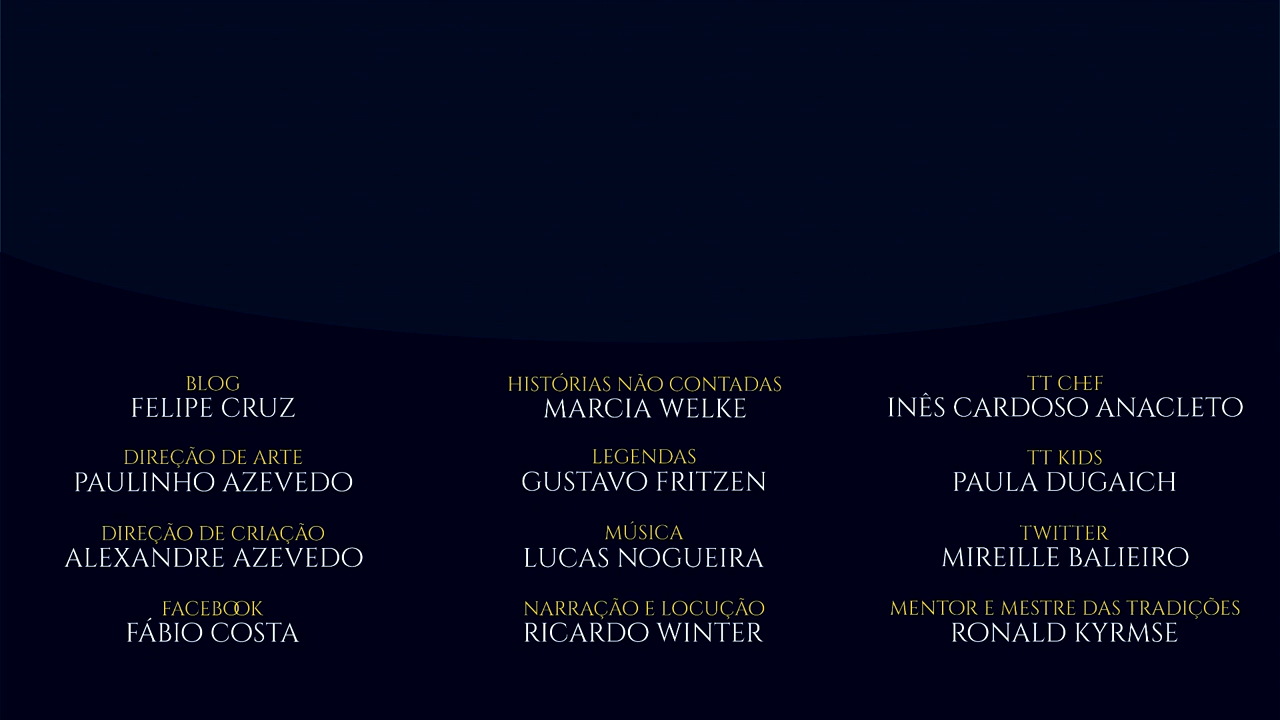 BLOG
FELIPE CRUZ
DIREÇÃO DE ARTE
PAULINHO AZEVEDO
DIREÇÃO DE CRIAÇÃO
ALEXANDRE AZEVEDO
FACEBOOK
FÁBIO COSTA
HISTÓRIAS NÃO CONTADAS
MARCIA WELKE
LEGENDAS
GUSTAVO FRITZEN
MÚSICA
LUCAS NOGUEIRA
NARRAÇÃO E LOCUÇÃO
RICARDO WINTER
TT CHEF
INÊS CARDOSO ANACLETO
TT KIDS
PAULA DUGAICH
TWITTER
MIREILLE BALIEIRO
MENTOR E MESTRE DAS TRADIÇÕES
RONALD KYRMSE